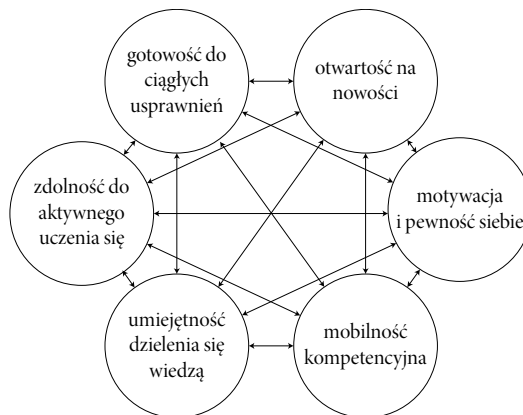 gotowość do
ciągłych
usprawnień
otwartość na
nowości
zdolność do
aktywnego
uczenia się
motywacja
i pewność siebie
umiejętność
dzielenia się
wiedzą
mobilność
kompetencyjna